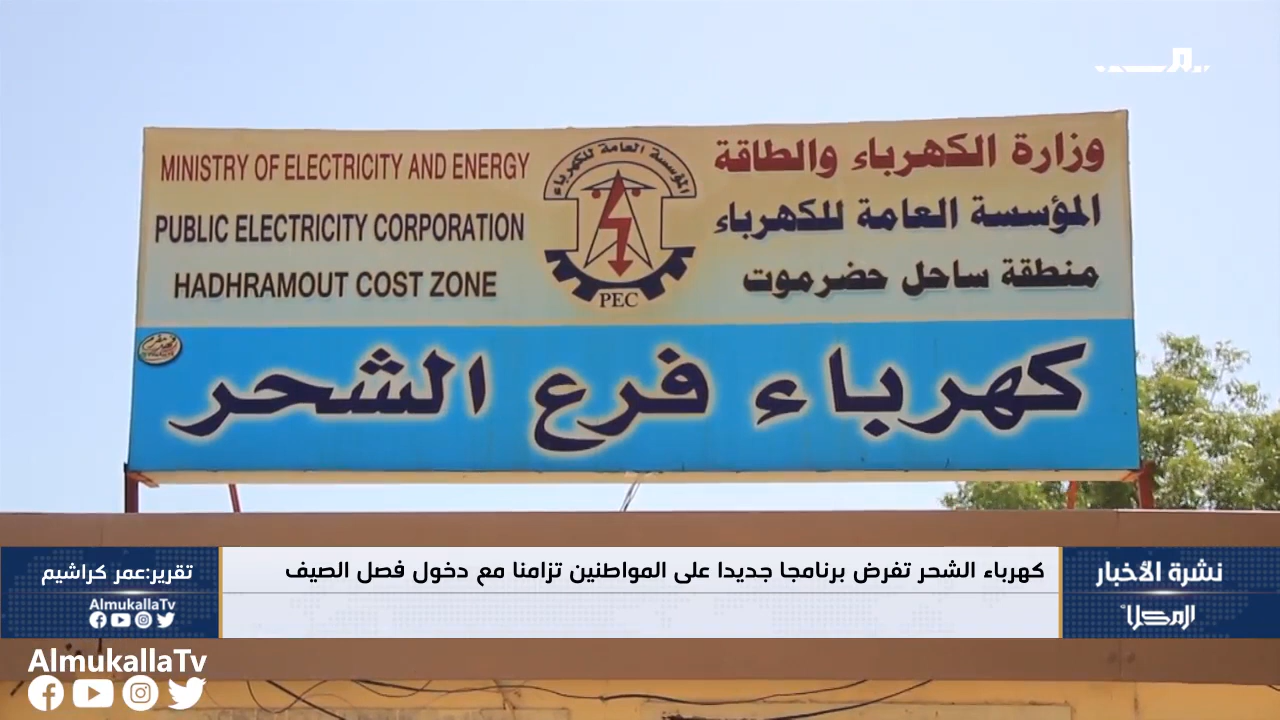 MINISTRY OF ELECTRICITY AND ENERGY
وزارة الكهرباء والطاقة
PUBLIC ELECTRICITY CORPORATION
المؤسسة العامة للكهرباء
HADHRAMOUT COST ZONE
منطقة ساحل حضرموت
المؤسسة العامة للكهرباء
PEC
كهرباء فرع الشحر
نشرة الأخبار
المكلا
كهرباء الشحر تفرض برنامجا جديدا على المواطنين تزامنا مع دخول فصل الصيف
تقرير:عمر كراشيم
AlmukallaTv
AlmukallaTv